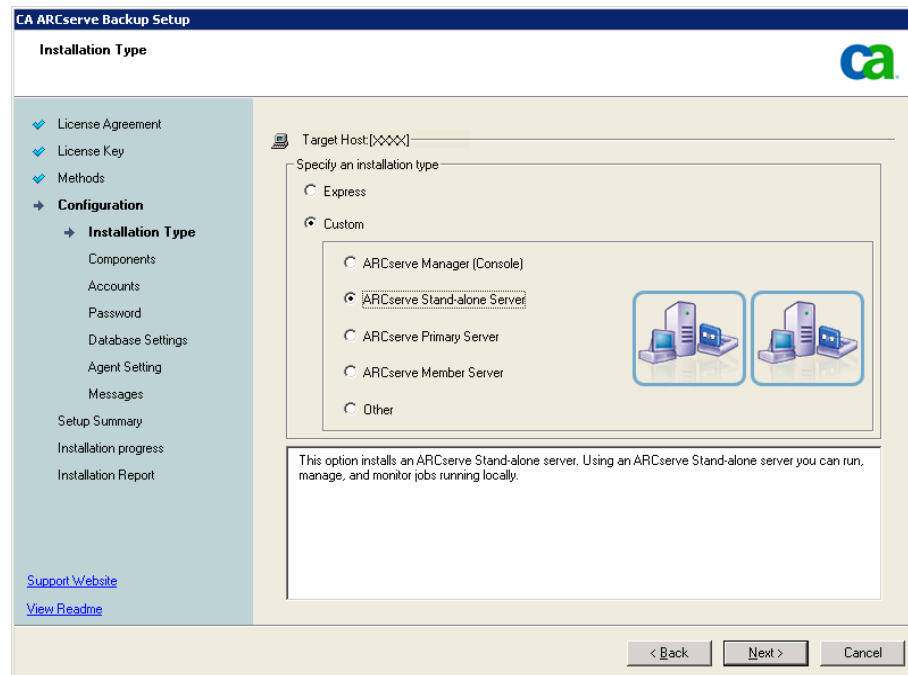 CA ARCserve Backup Setup
Installation Type
ca
License Agreement
License Key
Methods
Configuration
Installation Type
Components
Accounts
Password
Database Settings
Agent Setting
Messages
Setup Summary
Installation progress
Installation Report
Support Website
View Readme
Target Host:[XXXX]
Specify an installation type
Express
Custom
ARCserve Manager (Console)
ARCserve Stand-alone Server
ARCserve Primary Server
ARCserve Member Server
Other
This option installs an ARCserve Stand-alone server. Using an ARCserve Stand-alone server you can run,
manage, and monitor jobs running locally.
< Back
Next >
Cancel